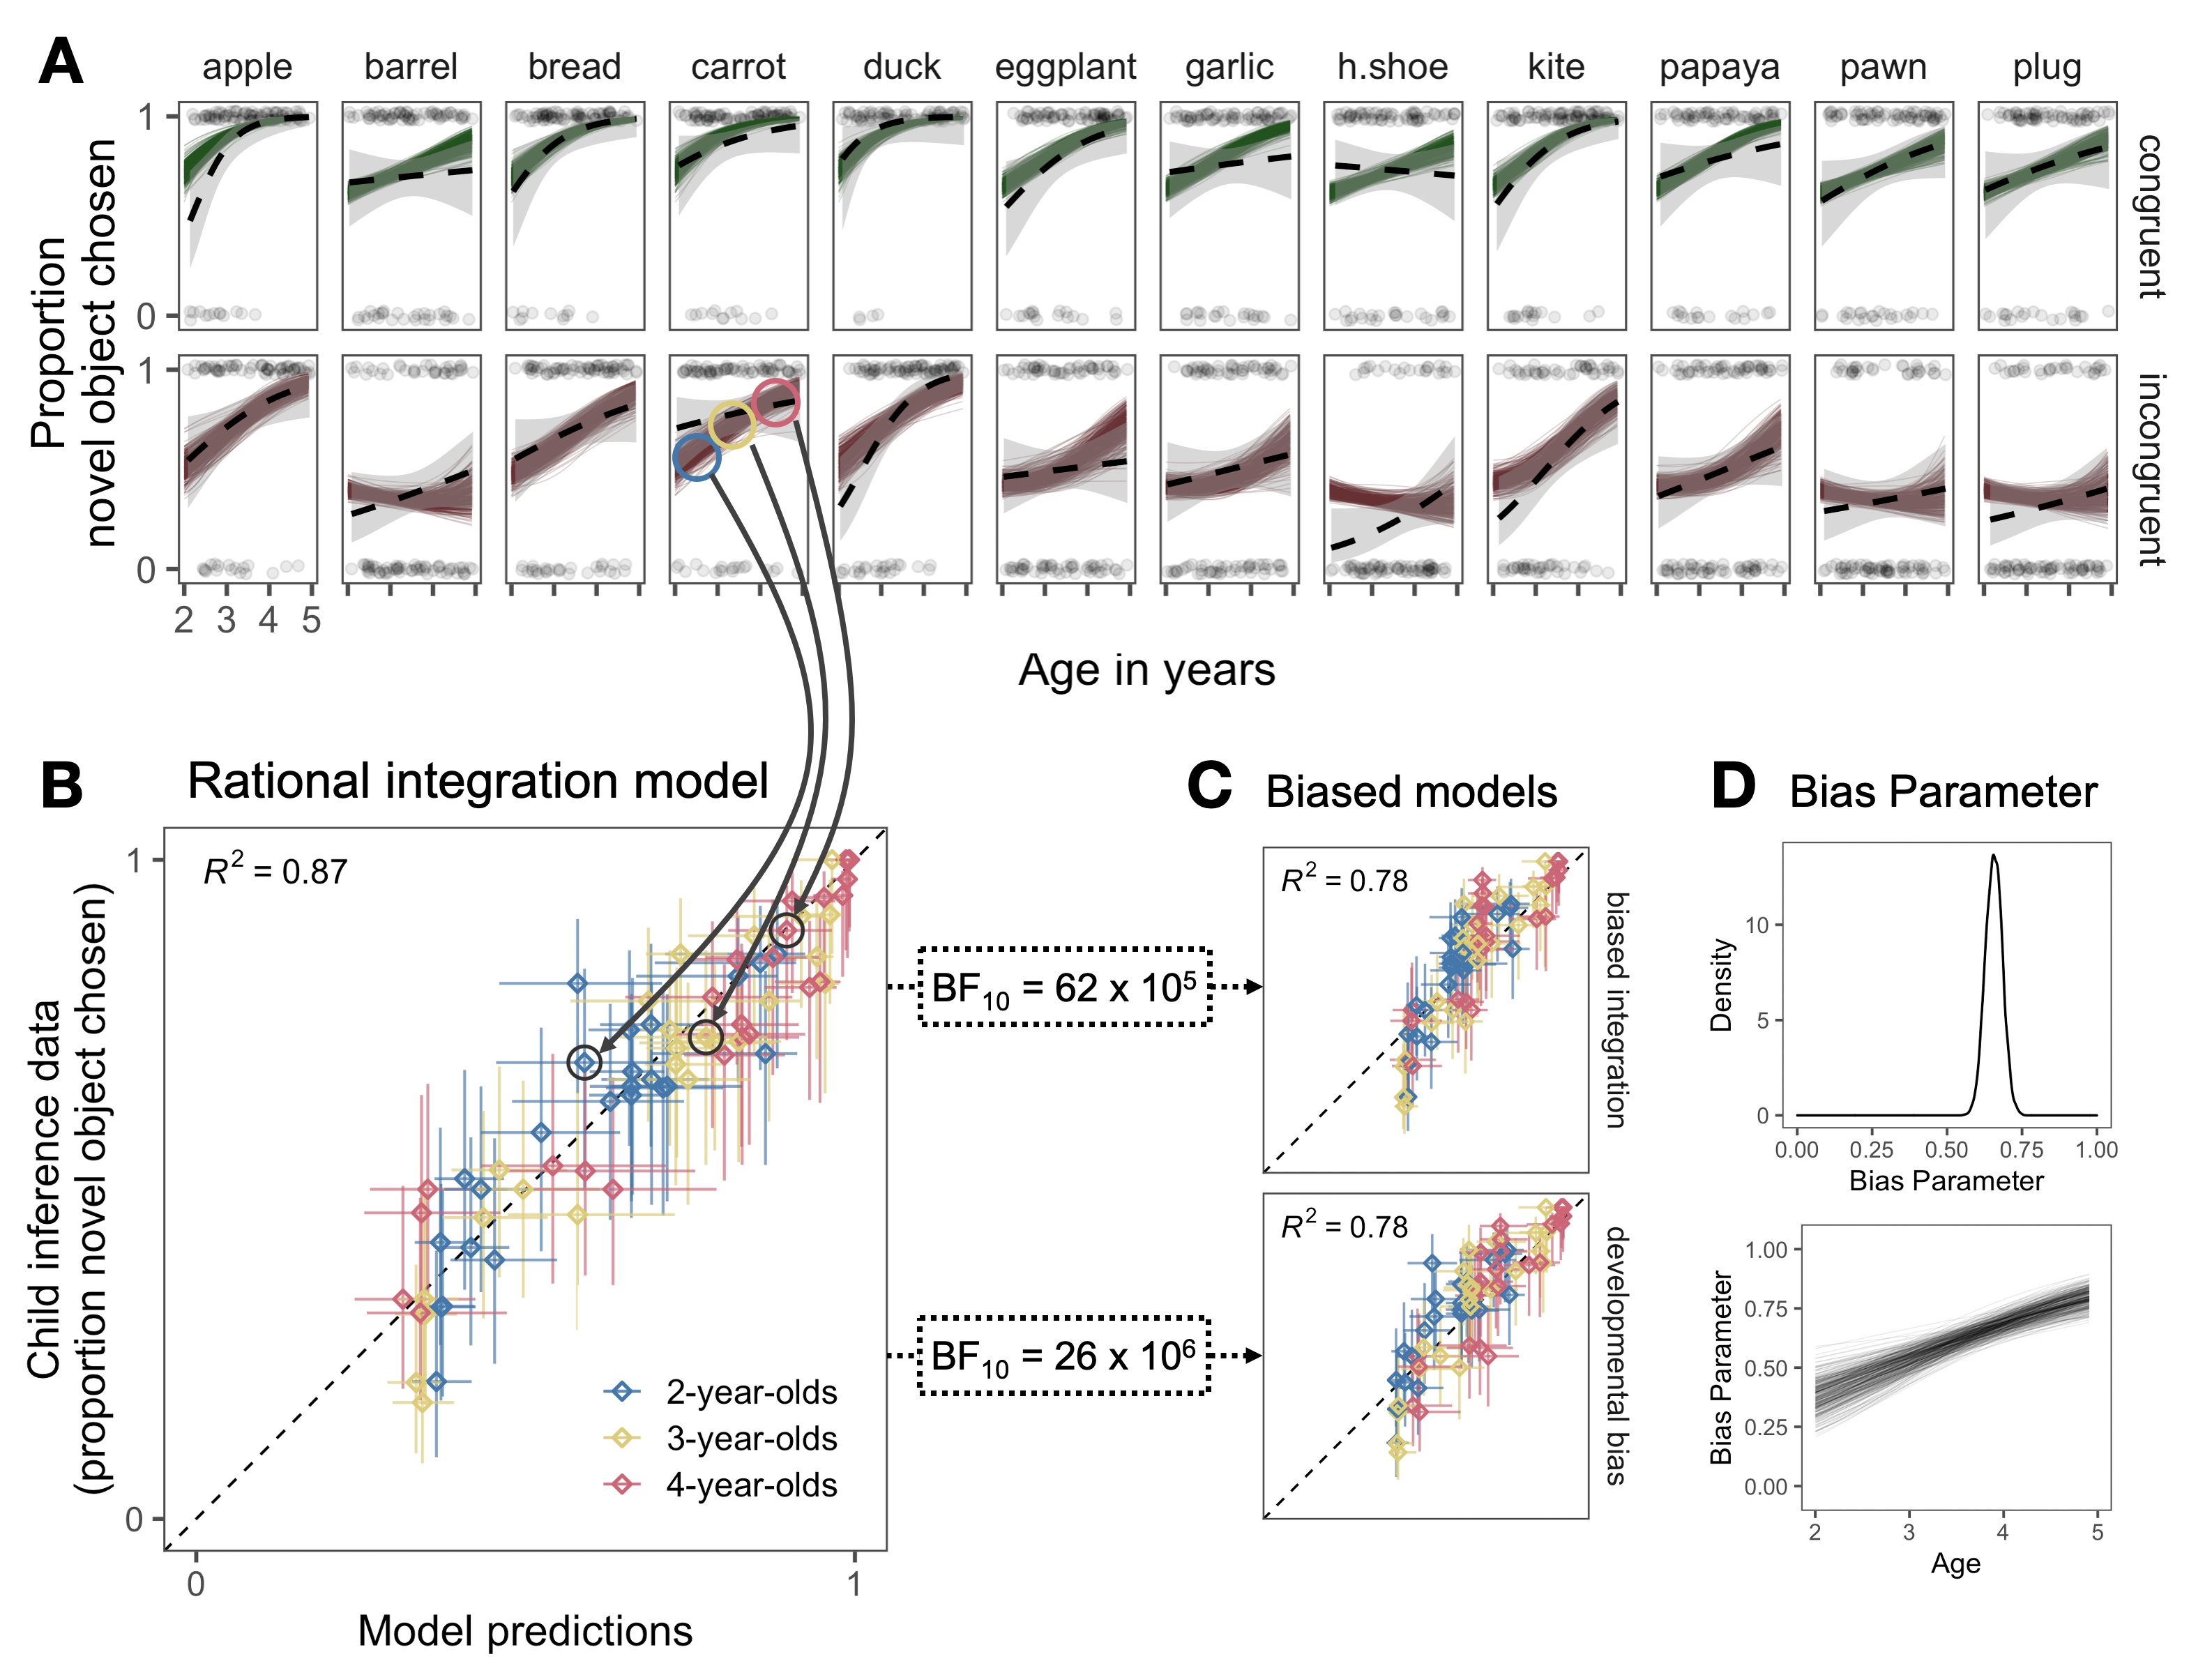 A
apple barrel bread carrot duck eggplant garlic h.shoe kite papaya pawn plug
Proportion
novel object chosen
1
0
congruent
1
0
incongruent
2 3 4 5
Age in years
B Rational integration model
R² = 0.87
Child inference data
(proportion novel object chosen)
1
0
2-year-olds
3-year-olds
4-year-olds
0 1
Model predictions
BF₁₀ = 62 x 10⁵
BF₁₀ = 26 x 10⁶
C Biased models
R² = 0.78
biased integration
R² = 0.78
developmental bias
D Bias Parameter
Density
10
5
0
0.00 0.25 0.50 0.75 1.00
Bias Parameter
Bias Parameter
1.00
0.75
0.50
0.25
0.00
2 3 4 5
Age